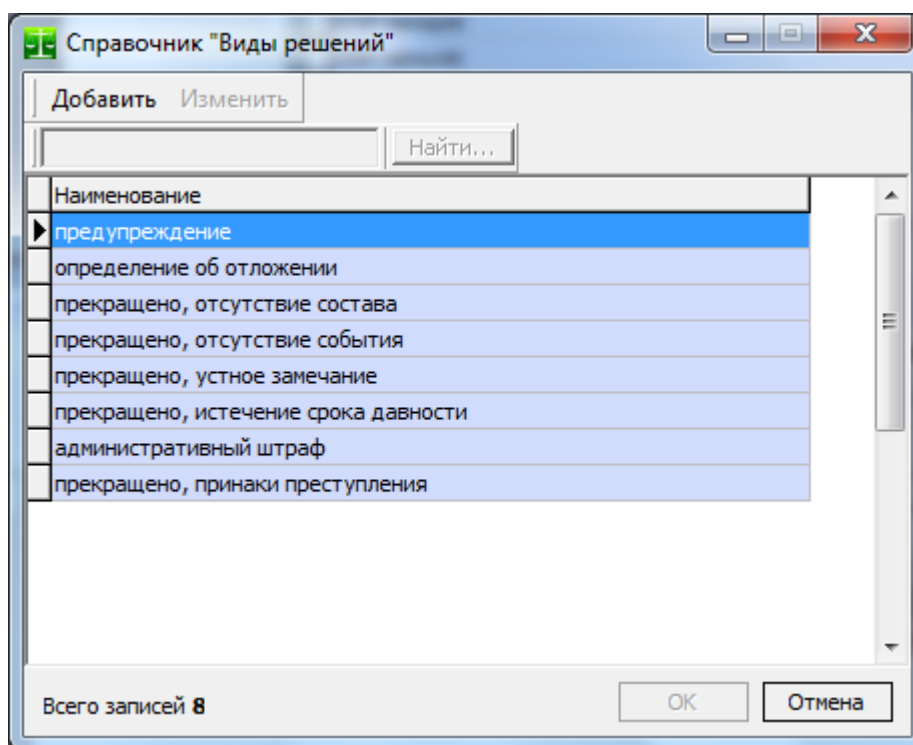 Справочник "Виды решений"
Добавить Изменить
Найти...
Наименование
предупреждение
определение об отложении
прекращено, отсутствие состава
прекращено, отсутствие события
прекращено, устное замечание
прекращено, истечение срока давности
административный штраф
прекращено, принаки преступления
Всего записей 8 OK Отмена